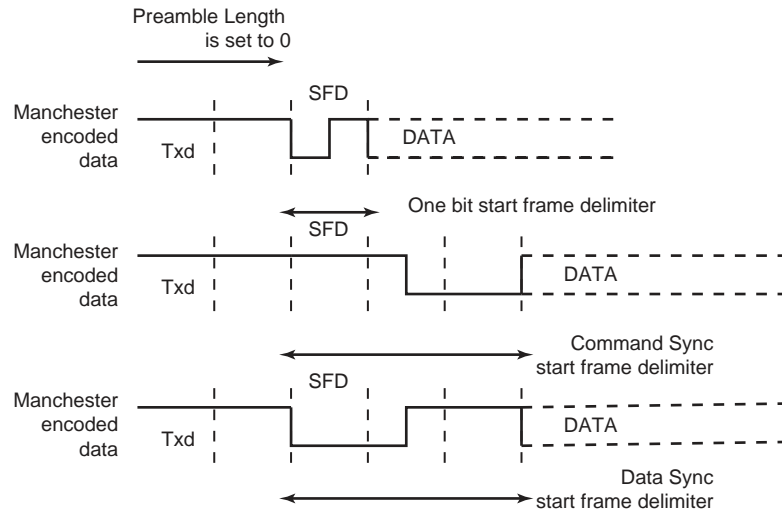 Preamble Length
is set to 0
SFD
Manchester
encoded
data
Txd
DATA
One bit start frame delimiter
SFD
Manchester
encoded
data
Txd
DATA
Command Sync
start frame delimiter
SFD
Manchester
encoded
data
Txd
DATA
Data Sync
start frame delimiter